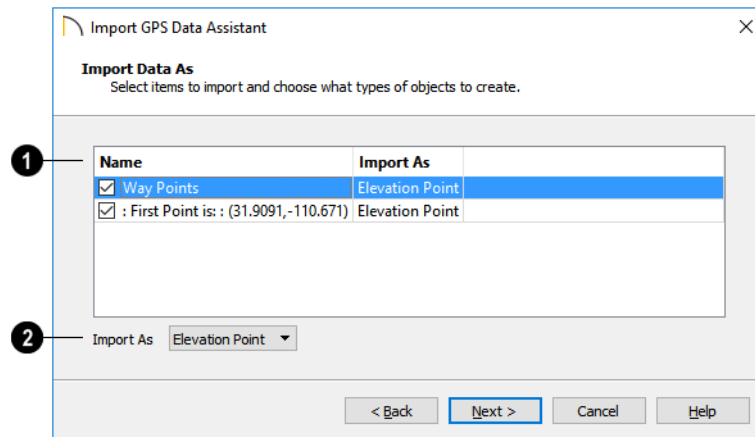 Import GPS Data Assistant
Import Data As
Select items to import and choose what types of objects to create.
1
Name Import As
Way Points Elevation Point
: First Point is: : (31.9091,-110.671) Elevation Point
2 Import As Elevation Point
< Back Next > Cancel Help